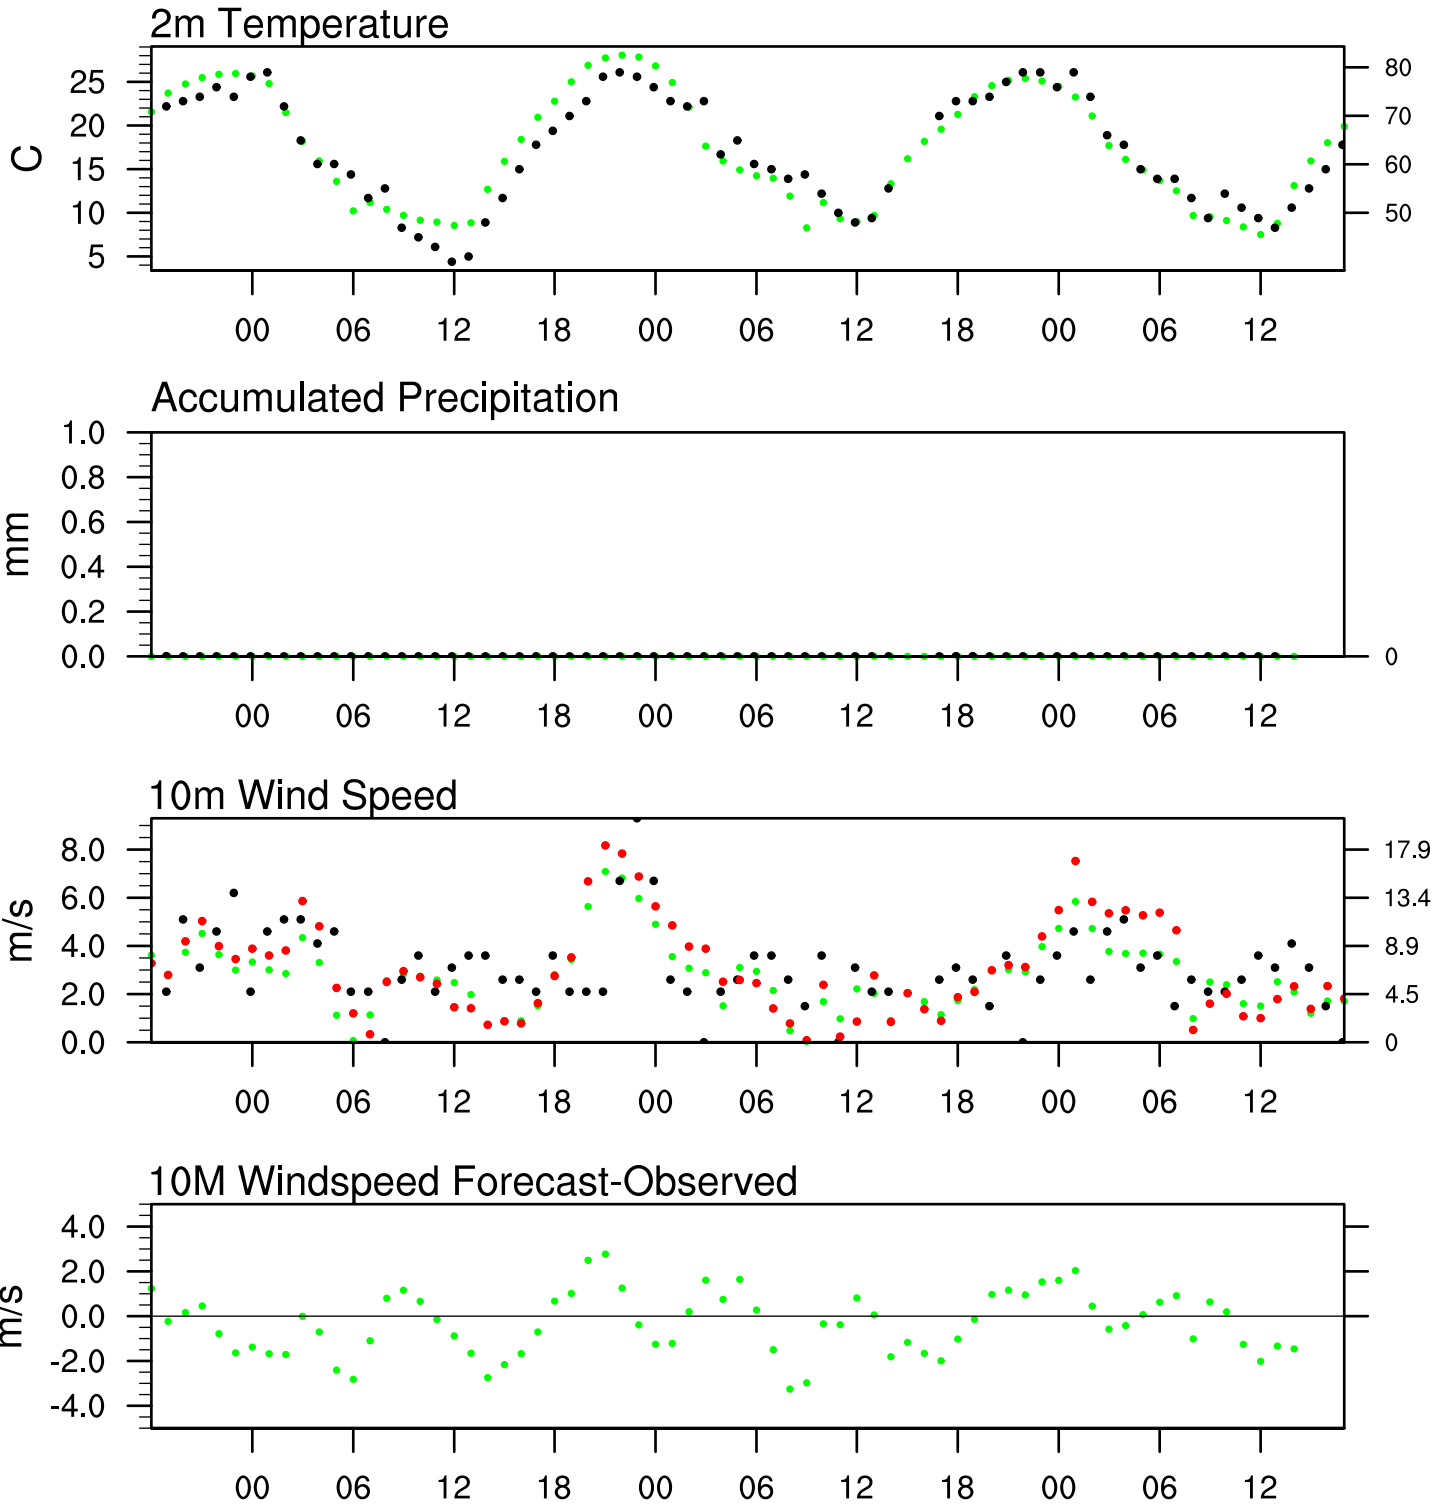 2m Temperature
25
20
15
10
5
C
80
70
60
50
00 06 12 18 00 06 12 18 00 06 12
Accumulated Precipitation
1.0
0.8
0.6
0.4
0.2
0.0
mm
0
00 06 12 18 00 06 12 18 00 06 12
10m Wind Speed
8.0
6.0
4.0
2.0
0.0
m/s
17.9
13.4
8.9
4.5
0
00 06 12 18 00 06 12 18 00 06 12
10M Windspeed Forecast-Observed
4.0
2.0
0.0
-2.0
-4.0
m/s
00 06 12 18 00 06 12 18 00 06 12